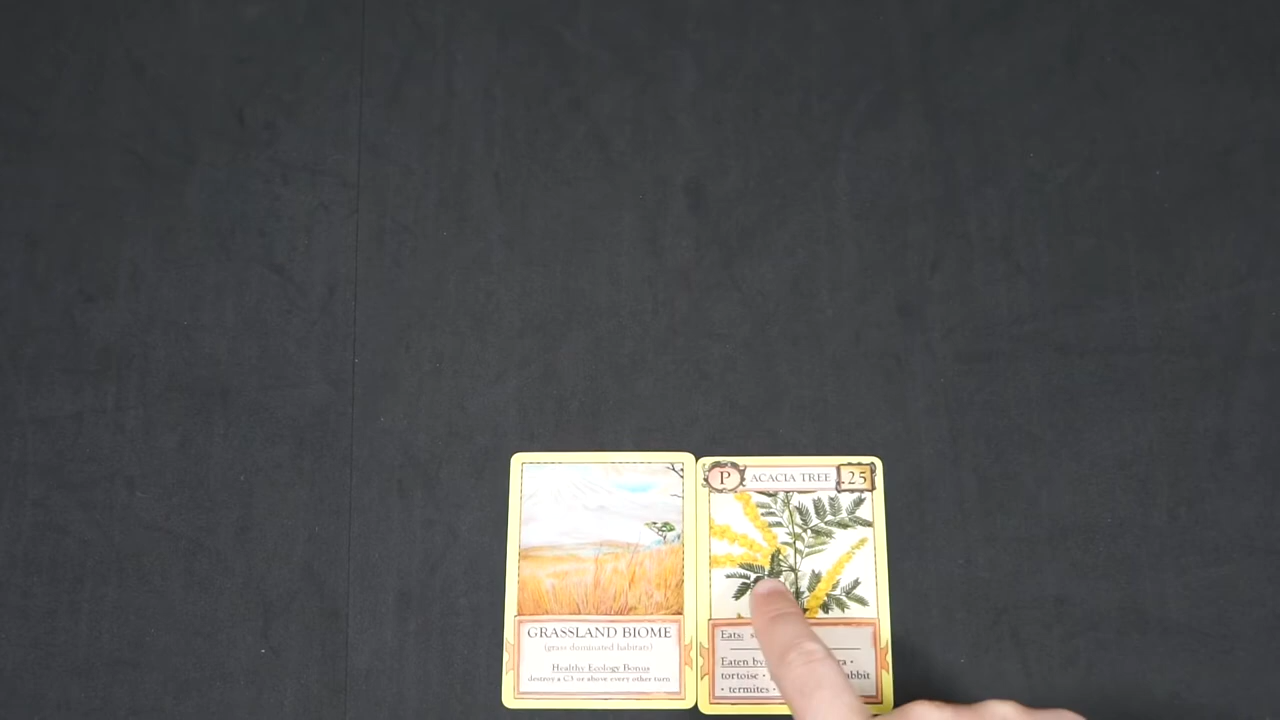 GRASSLAND BIOME
(grass dominated habitats)
Healthy Ecology Bonus
destroy a C3 or above every other turn
P ACACIA TREE .25
Eats:
Eaten by
tortoise •
• termites •